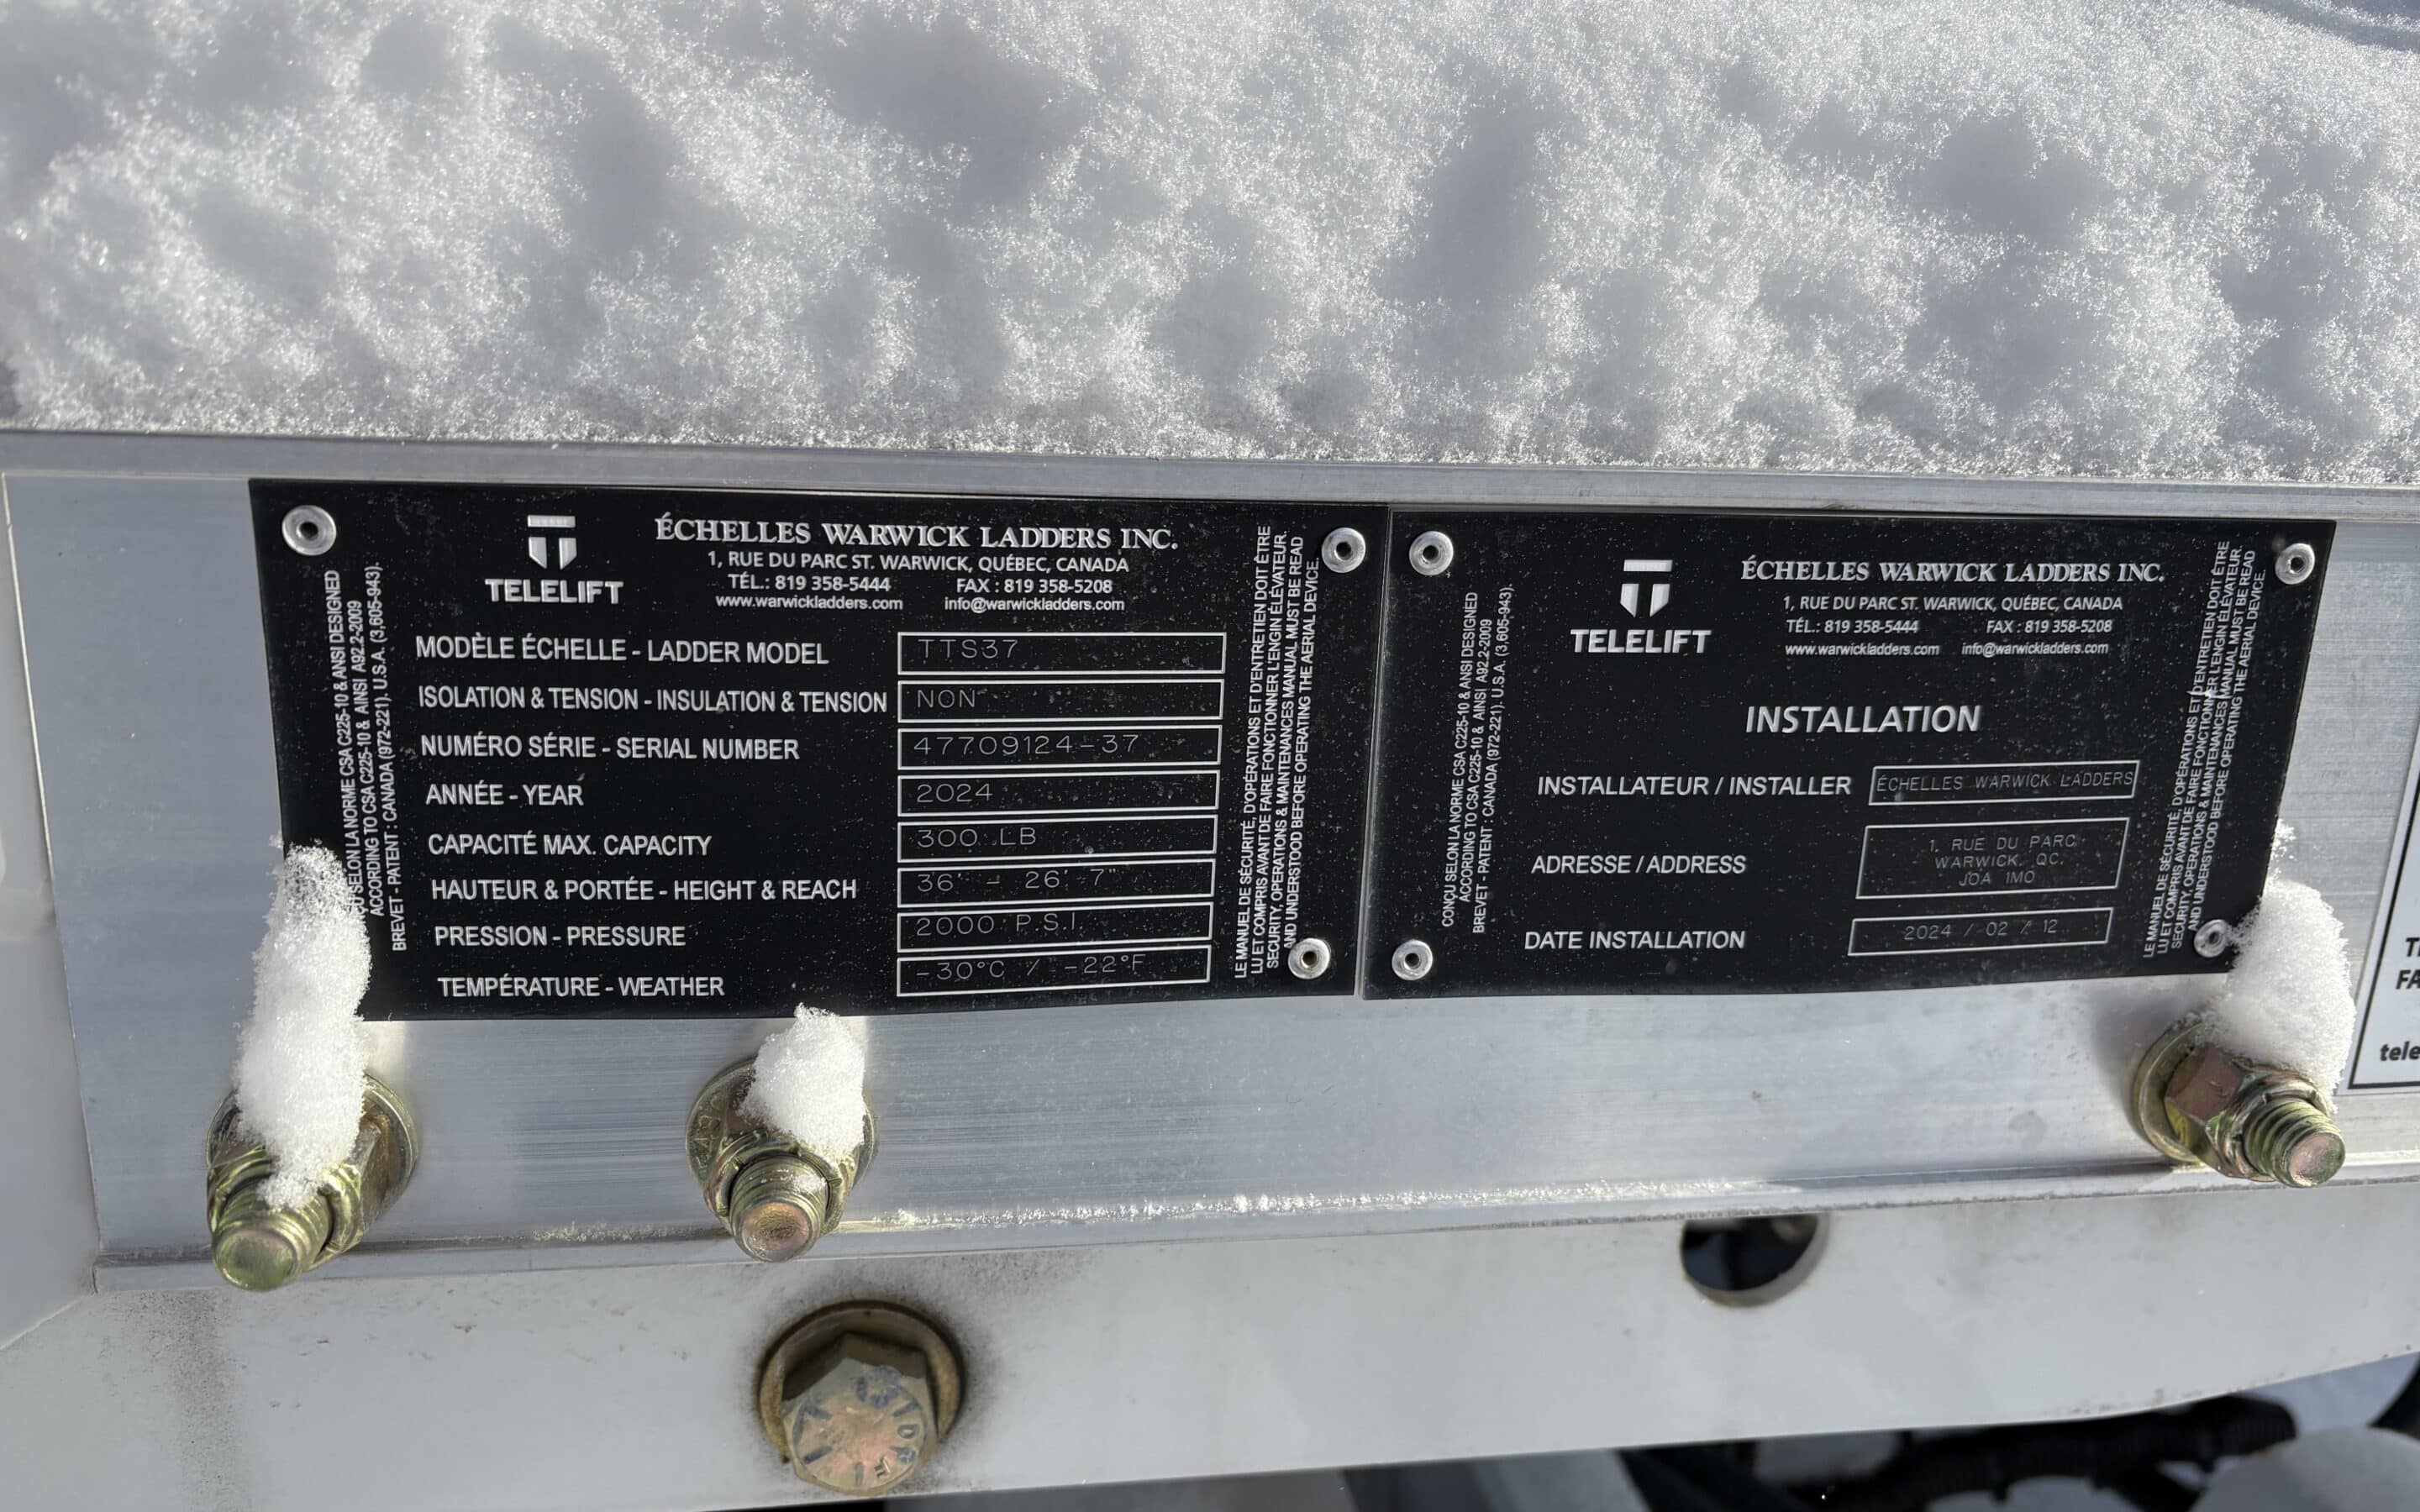 TELELIFT
ÉCHELLES WARWICK LADDERS INC.
1, RUE DU PARC ST. WARWICK, QUÉBEC, CANADA
TÉL.: 819 358-5444 FAX : 819 358-5208
www.warwickladders.com info@warwickladders.com
MODÈLE ÉCHELLE - LADDER MODEL TTS37
ISOLATION & TENSION - INSULATION & TENSION NON
NUMÉRO SÉRIE - SERIAL NUMBER 47709124-37
ANNÉE - YEAR 2024
CAPACITÉ MAX. CAPACITY 300 LB
HAUTEUR & PORTÉE - HEIGHT & REACH 36' - 26' 7"
PRESSION - PRESSURE 2000 P.S.I.
TEMPÉRATURE - WEATHER -30°C / -22°F
SELON LA NORME CSA C225-10 & ANSI DESIGNED
ACCORDING TO CSA C225-10 & AINSI A92.2-2009
BREVET - PATENT : CANADA (972-221). U.S.A. (3,605-943).
LE MANUEL DE SÉCURITÉ, D'OPÉRATIONS ET D'ENTRETIEN DOIT ÊTRE
LU ET COMPRIS AVANT DE FAIRE FONCTIONNER L'ENGIN ÉLÉVATEUR.
SECURITY, OPERATIONS & MAINTENANCES MANUAL MUST BE READ
AND UNDERSTOOD BEFORE OPERATING THE AERIAL DEVICE.
TELELIFT
ÉCHELLES WARWICK LADDERS INC.
1, RUE DU PARC ST. WARWICK, QUÉBEC, CANADA
TÉL.: 819 358-5444 FAX : 819 358-5208
www.warwickladders.com info@warwickladders.com
INSTALLATION
INSTALLATEUR / INSTALLER ÉCHELLES WARWICK LADDERS
ADRESSE / ADDRESS 1, RUE DU PARC
WARWICK, QC.
J0A 1M0
DATE INSTALLATION 2024 / 02 / 12
CONÇU SELON LA NORME CSA C225-10 & ANSI DESIGNED
ACCORDING TO CSA C225-10 & AINSI A92.2-2009
BREVET - PATENT : CANADA (972-221). U.S.A. (3,605-943).
LE MANUEL DE SÉCURITÉ, D'OPÉRATIONS ET D'ENTRETIEN DOIT ÊTRE
LU ET COMPRIS AVANT DE FAIRE FONCTIONNER L'ENGIN ÉLÉVATEUR.
SECURITY, OPERATIONS & MAINTENANCES MANUAL MUST BE READ
AND UNDERSTOOD BEFORE OPERATING THE AERIAL DEVICE.
FA
tele